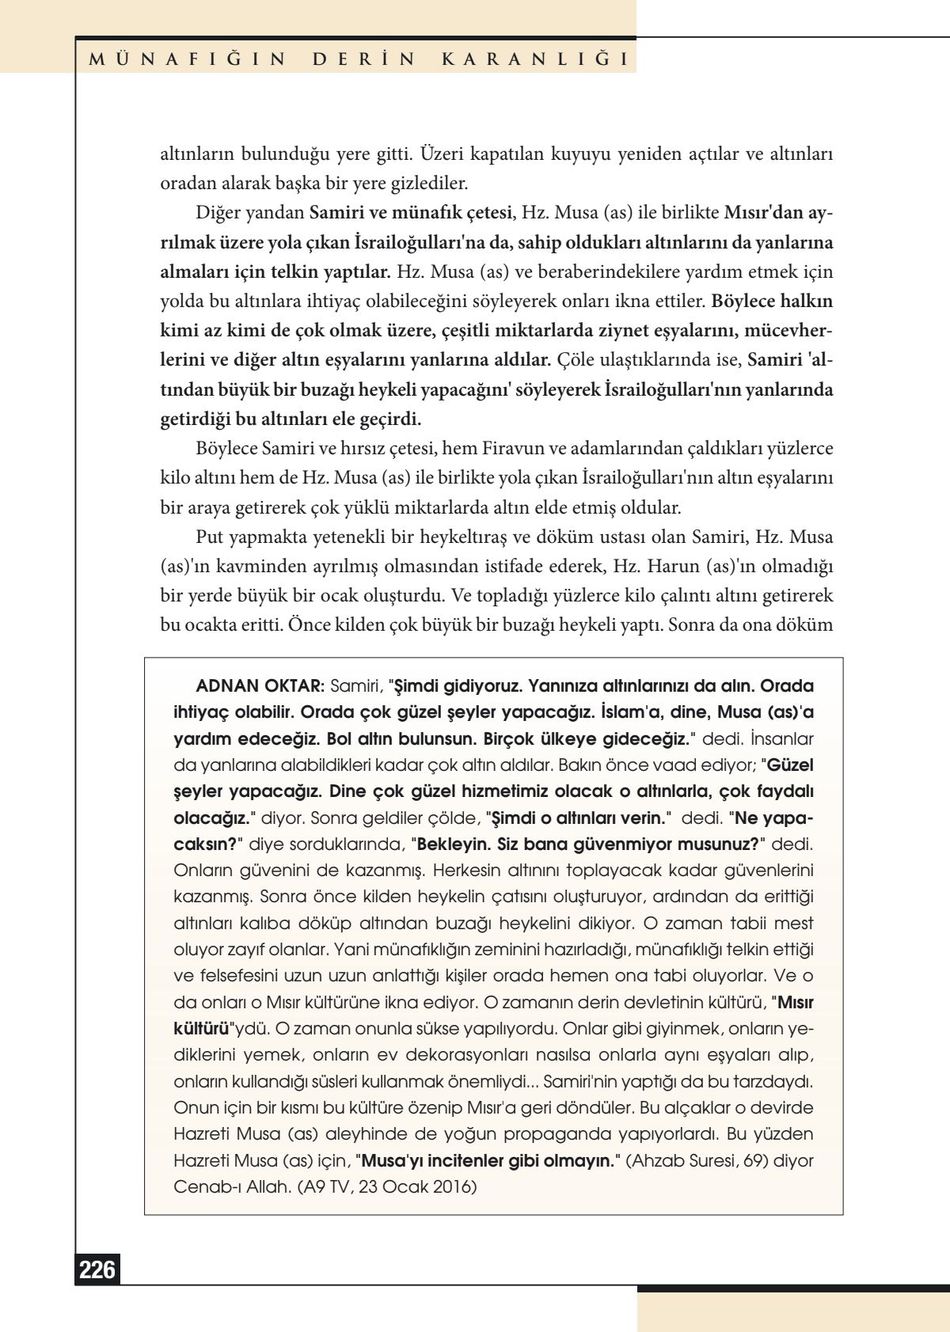 MÜNAFIĞIN DERİN KARANLIĞI
altınların bulunduğu yere gitti. Üzeri kapatılan kuyuyu yeniden açtılar ve altınları
oradan alarak başka bir yere gizlediler.
Diğer yandan Samiri ve münafık çetesi, Hz. Musa (as) ile birlikte Mısır'dan ay-
rılmak üzere yola çıkan İsrailoğulları'na da, sahip oldukları altınlarını da yanlarına
almaları için telkin yaptılar. Hz. Musa (as) ve beraberindekilere yardım etmek için
yolda bu altınlara ihtiyaç olabileceğini söyleyerek onları ikna ettiler. Böylece halkın
kimi az kimi de çok olmak üzere, çeşitli miktarlarda ziynet eşyalarını, mücevher-
lerini ve diğer altın eşyalarını yanlarına aldılar. Çöle ulaştıklarında ise, Samiri 'al-
tından büyük bir buzağı heykeli yapacağını' söyleyerek İsrailoğulları'nın yanlarında
getirdiği bu altınları ele geçirdi.
Böylece Samiri ve hırsız çetesi, hem Firavun ve adamlarından çaldıkları yüzlerce
kilo altını hem de Hz. Musa (as) ile birlikte yola çıkan İsrailoğulları'nın altın eşyalarını
bir araya getirerek çok yüklü miktarlarda altın elde etmiş oldular.
Put yapmakta yetenekli bir heykeltıraş ve döküm ustası olan Samiri, Hz. Musa
(as)'ın kavminden ayrılmış olmasından istifade ederek, Hz. Harun (as)'ın olmadığı
bir yerde büyük bir ocak oluşturdu. Ve topladığı yüzlerce kilo çalıntı altını getirerek
bu ocakta eritti. Önce kilden çok büyük bir buzağı heykeli yaptı. Sonra da ona döküm
ADNAN OKTAR: Samiri, "Şimdi gidiyoruz. Yanınıza altınlarınızı da alın. Orada
ihtiyaç olabilir. Orada çok güzel şeyler yapacağız. İslam'a, dine, Musa (as)'a
yardım edeceğiz. Bol altın bulunsun. Birçok ülkeye gideceğiz." dedi. İnsanlar
da yanlarına alabildikleri kadar çok altın aldılar. Bakın önce vaad ediyor; "Güzel
şeyler yapacağız. Dine çok güzel hizmetimiz olacak o altınlarla, çok faydalı
olacağız." diyor. Sonra geldiler çölde, "Şimdi o altınları verin." dedi. "Ne yapa-
caksın?" diye sorduklarında, "Bekleyin. Siz bana güvenmiyor musunuz?" dedi.
Onların güvenini de kazanmış. Herkesin altınını toplayacak kadar güvenlerini
kazanmış. Sonra önce kilden heykelin çatısını oluşturuyor, ardından da erittiği
altınları kalıba döküp altından buzağı heykelini dikiyor. O zaman tabii mest
oluyor zayıf olanlar. Yani münafıklığın zeminini hazırladığı, münafıklığı telkin ettiği
ve felsefesini uzun uzun anlattığı kişiler orada hemen ona tabi oluyorlar. Ve o
da onları o Mısır kültürüne ikna ediyor. O zamanın derin devletinin kültürü, "Mısır
kültürü"ydü. O zaman onunla sükse yapılıyordu. Onlar gibi giyinmek, onların ye-
diklerini yemek, onların ev dekorasyonları nasılsa onlarla aynı eşyaları alıp,
onların kullandığı süsleri kullanmak önemliydi... Samiri'nin yaptığı da bu tarzdaydı.
Onun için bir kısmı bu kültüre özenip Mısır'a geri döndüler. Bu alçaklar o devirde
Hazreti Musa (as) aleyhinde de yoğun propaganda yapıyorlardı. Bu yüzden
Hazreti Musa (as) için, "Musa'yı incitenler gibi olmayın." (Ahzab Suresi, 69) diyor
Cenab-ı Allah. (A9 TV, 23 Ocak 2016)
226